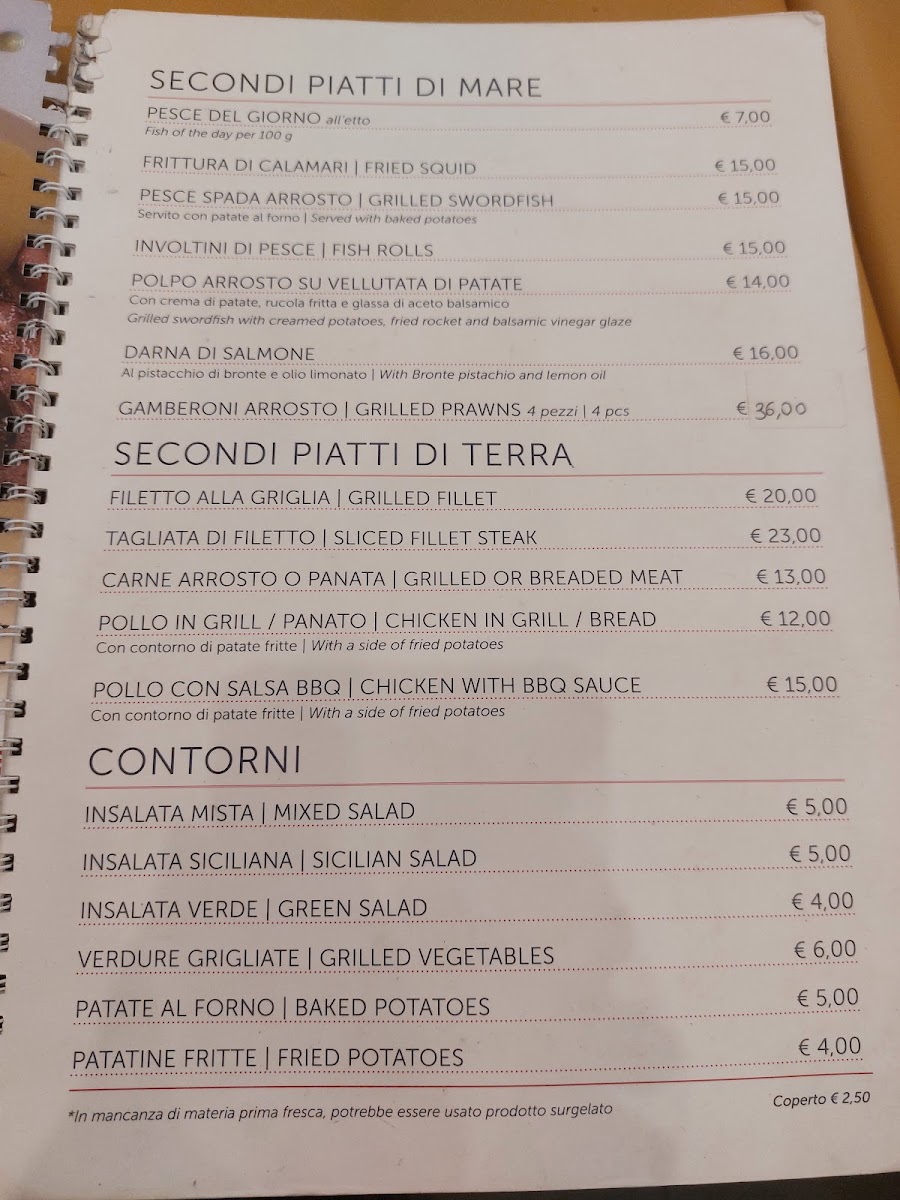 SECONDI PIATTI DI MARE
PESCE DEL GIORNO all'etto € 7,00
Fish of the day per 100 g
FRITTURA DI CALAMARI | FRIED SQUID € 15,00
PESCE SPADA ARROSTO | GRILLED SWORDFISH € 15,00
Servito con patate al forno | Served with baked potatoes
INVOLTINI DI PESCE | FISH ROLLS € 15,00
POLPO ARROSTO SU VELLUTATA DI PATATE € 14,00
Con crema di patate, rucola fritta e glassa di aceto balsamico
Grilled swordfish with creamed potatoes, fried rocket and balsamic vinegar glaze
DARNA DI SALMONE € 16,00
Al pistacchio di bronte e olio limonato | With Bronte pistachio and lemon oil
GAMBERONI ARROSTO | GRILLED PRAWNS 4 pezzi | 4 pcs € 36,00
SECONDI PIATTI DI TERRA
FILETTO ALLA GRIGLIA | GRILLED FILLET € 20,00
TAGLIATA DI FILETTO | SLICED FILLET STEAK € 23,00
CARNE ARROSTO O PANATA | GRILLED OR BREADED MEAT € 13,00
POLLO IN GRILL / PANATO | CHICKEN IN GRILL / BREAD € 12,00
Con contorno di patate fritte | With a side of fried potatoes
POLLO CON SALSA BBQ | CHICKEN WITH BBQ SAUCE € 15,00
Con contorno di patate fritte | With a side of fried potatoes
CONTORNI
INSALATA MISTA | MIXED SALAD € 5,00
INSALATA SICILIANA | SICILIAN SALAD € 5,00
INSALATA VERDE | GREEN SALAD € 4,00
VERDURE GRIGLIATE | GRILLED VEGETABLES € 6,00
PATATE AL FORNO | BAKED POTATOES € 5,00
PATATINE FRITTE | FRIED POTATOES € 4,00
*In mancanza di materia prima fresca, potrebbe essere usato prodotto surgelato Coperto € 2,50